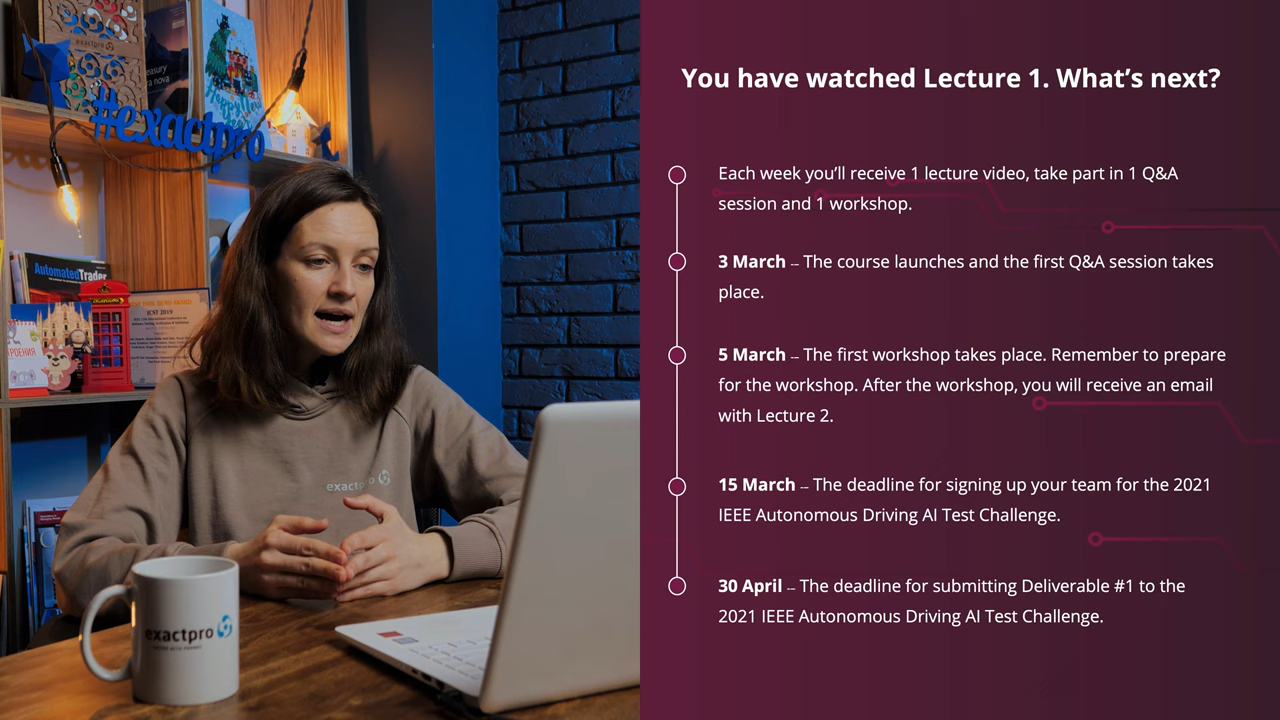 exactpro
#exactpro
Happy New
AutomatedTrader
ICST 2019
exactpro
exactpro
You have watched Lecture 1. What’s next?
Each week you’ll receive 1 lecture video, take part in 1 Q&A
session and 1 workshop.
3 March -- The course launches and the first Q&A session takes
place.
5 March -- The first workshop takes place. Remember to prepare
for the workshop. After the workshop, you will receive an email
with Lecture 2.
15 March -- The deadline for signing up your team for the 2021
IEEE Autonomous Driving AI Test Challenge.
30 April -- The deadline for submitting Deliverable #1 to the
2021 IEEE Autonomous Driving AI Test Challenge.